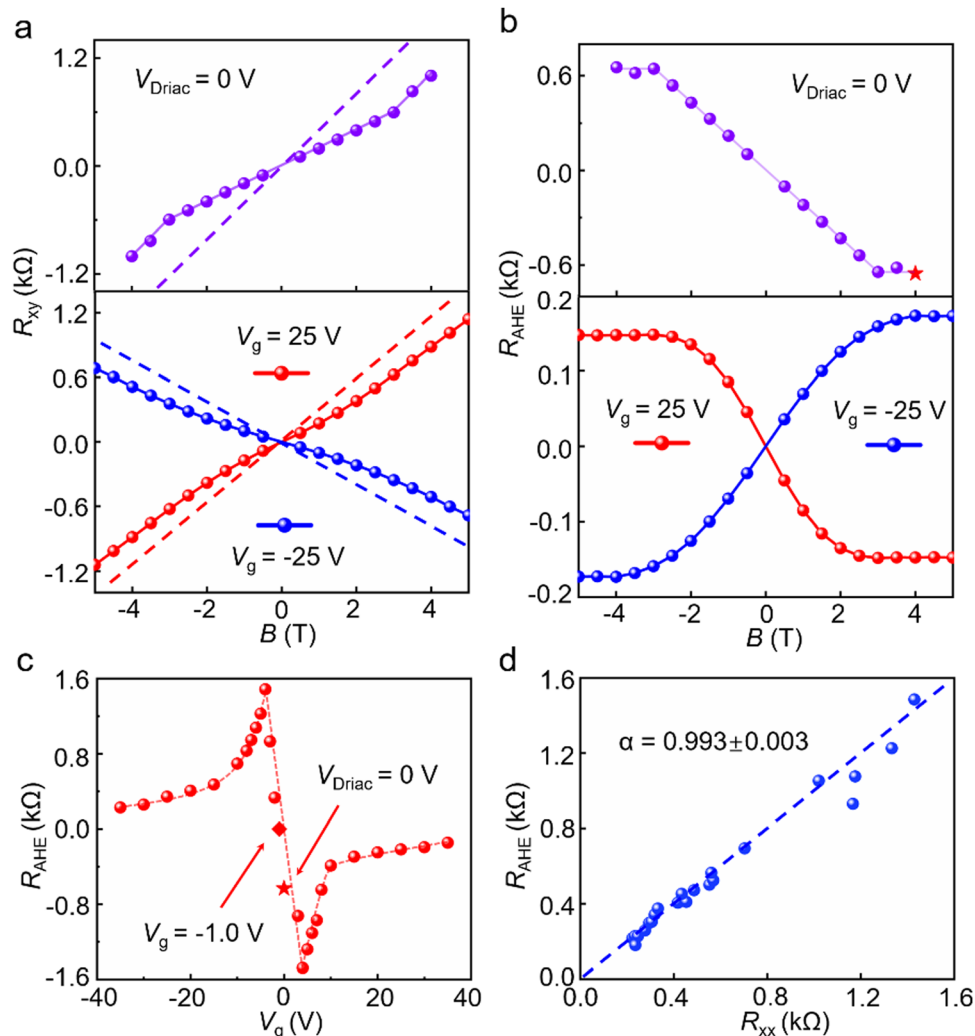 a
1.2
V_Driac = 0 V
0.0
-1.2
R_xy (kΩ)
1.2
V_g = 25 V
0.6
0.0
-0.6
V_g = -25 V
-1.2
-4 -2 0 2 4
B (T)
b
0.6
V_Driac = 0 V
0.0
-0.6
R_AHE (kΩ)
0.2
0.1
V_g = 25 V V_g = -25 V
0.0
-0.1
-0.2
-4 -2 0 2 4
B (T)
c
1.6
0.8
V_Driac = 0 V
R_AHE (kΩ)
0.0
-0.8
V_g = -1.0 V
-1.6
-40 -20 0 20 40
V_g (V)
d
1.6
α = 0.993±0.003
1.2
R_AHE (kΩ)
0.8
0.4
0.0
0.0 0.4 0.8 1.2 1.6
R_xx (kΩ)